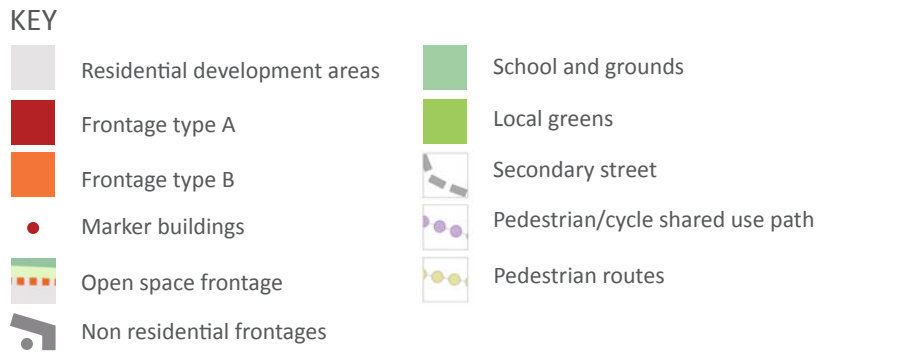 KEY
Residential development areas
Frontage type A
Frontage type B
Marker buildings
Open space frontage
Non residential frontages
School and grounds
Local greens
Secondary street
Pedestrian/cycle shared use path
Pedestrian routes